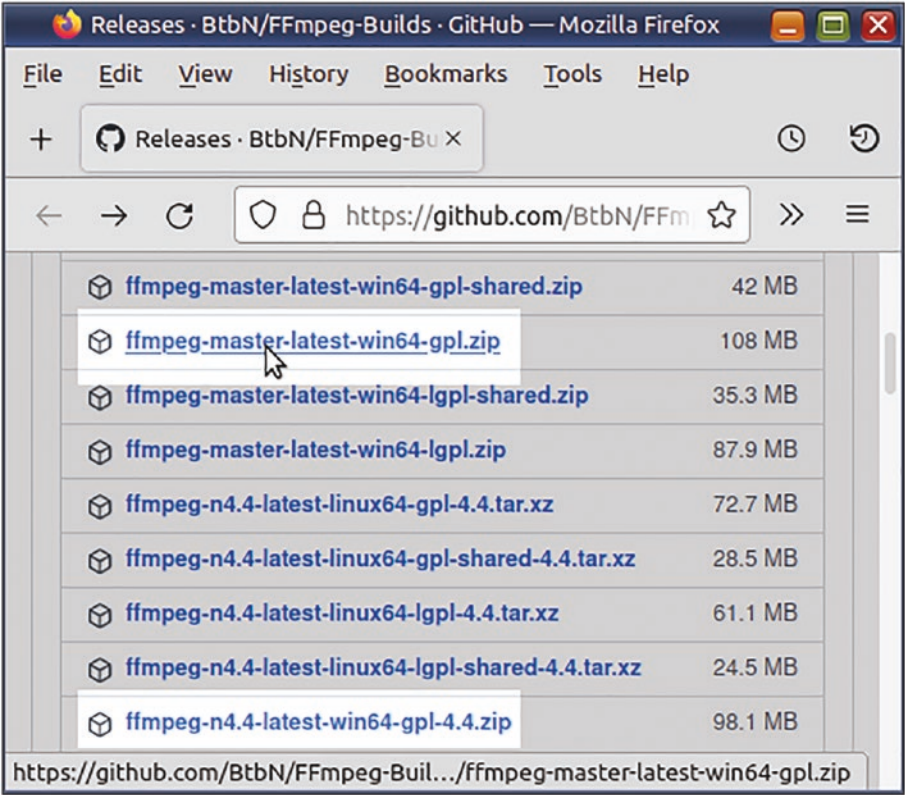 Releases · BtbN/FFmpeg-Builds · GitHub — Mozilla Firefox
File Edit View History Bookmarks Tools Help
Releases · BtbN/FFmpeg-Bu
https://github.com/BtbN/FFm
ffmpeg-master-latest-win64-gpl-shared.zip 42 MB
ffmpeg-master-latest-win64-gpl.zip 108 MB
ffmpeg-master-latest-win64-lgpl-shared.zip 35.3 MB
ffmpeg-master-latest-win64-lgpl.zip 87.9 MB
ffmpeg-n4.4-latest-linux64-gpl-4.4.tar.xz 72.7 MB
ffmpeg-n4.4-latest-linux64-gpl-shared-4.4.tar.xz 28.5 MB
ffmpeg-n4.4-latest-linux64-lgpl-4.4.tar.xz 61.1 MB
ffmpeg-n4.4-latest-linux64-lgpl-shared-4.4.tar.xz 24.5 MB
ffmpeg-n4.4-latest-win64-gpl-4.4.zip 98.1 MB
https://github.com/BtbN/FFmpeg-Buil.../ffmpeg-master-latest-win64-gpl.zip